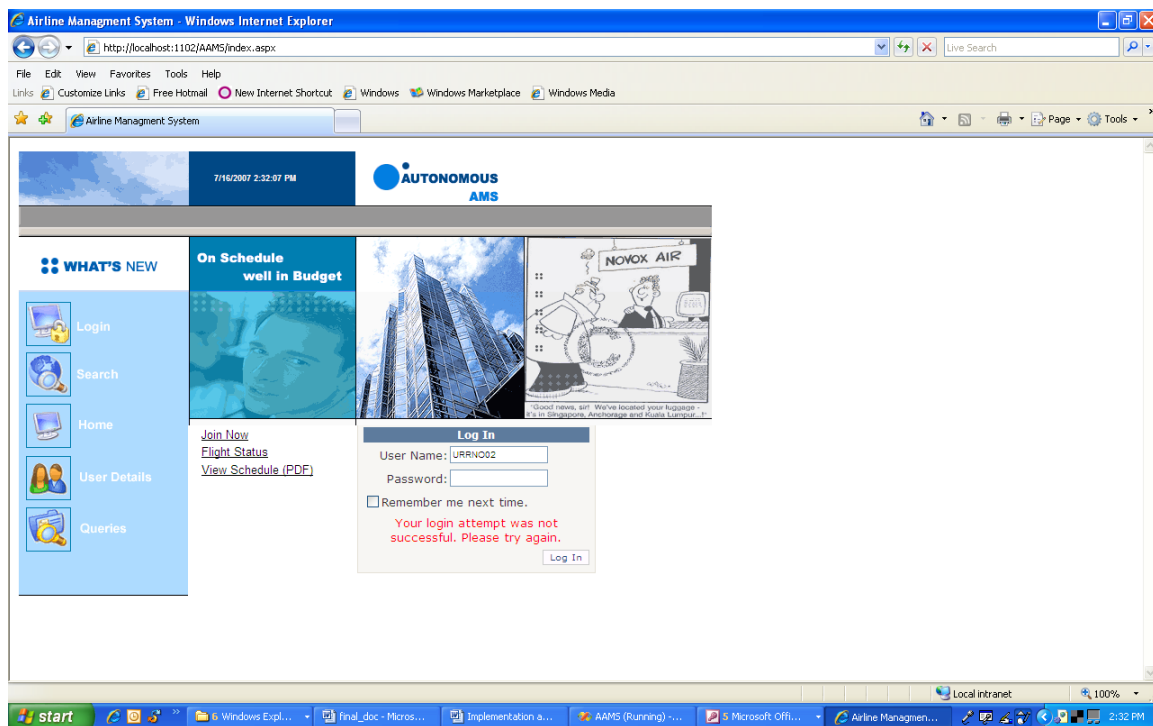 Airline Managment System - Windows Internet Explorer
http://localhost:1102/AAMS/index.aspx
Live Search
File Edit View Favorites Tools Help
Links Customize Links Free Hotmail New Internet Shortcut Windows Windows Marketplace Windows Media
Airline Managment System
Page Tools
7/16/2007 2:32:07 PM
AUTONOMOUS
AMS
WHAT'S NEW
On Schedule
well in Budget
NOVOX AIR
C
"Good news, sir! We've located your luggage -
it's in Singapore, Anchorage and Kuala Lumpur...!"
Login
Search
Home
User Details
Queries
Join Now
Flight Status
View Schedule (PDF)
Log In
User Name: URRNO02
Password:
Remember me next time.
Your login attempt was not
successful. Please try again.
Log In
Local intranet 100%
start 6 Windows Expl... final_doc - Micros... Implementation a... AAMS (Running) -... 5 Microsoft Offi... Airline Managmen... 2:32 PM